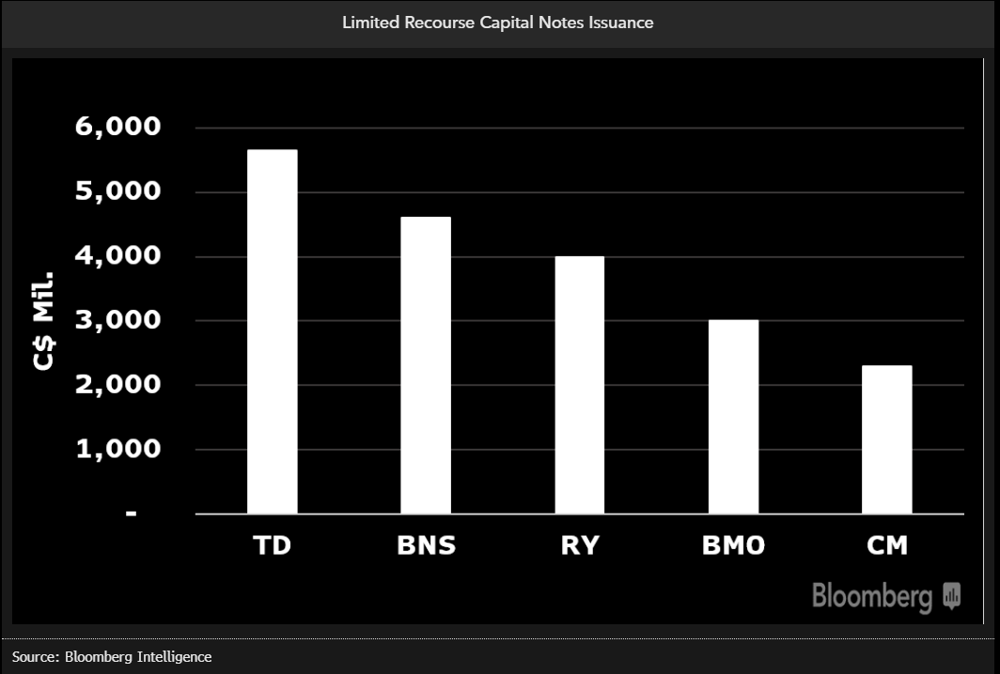 Limited Recourse Capital Notes Issuance
6,000
5,000
4,000
3,000
2,000
1,000
-
C$ Mil.
TD BNS RY BMO CM
Bloomberg
Source: Bloomberg Intelligence